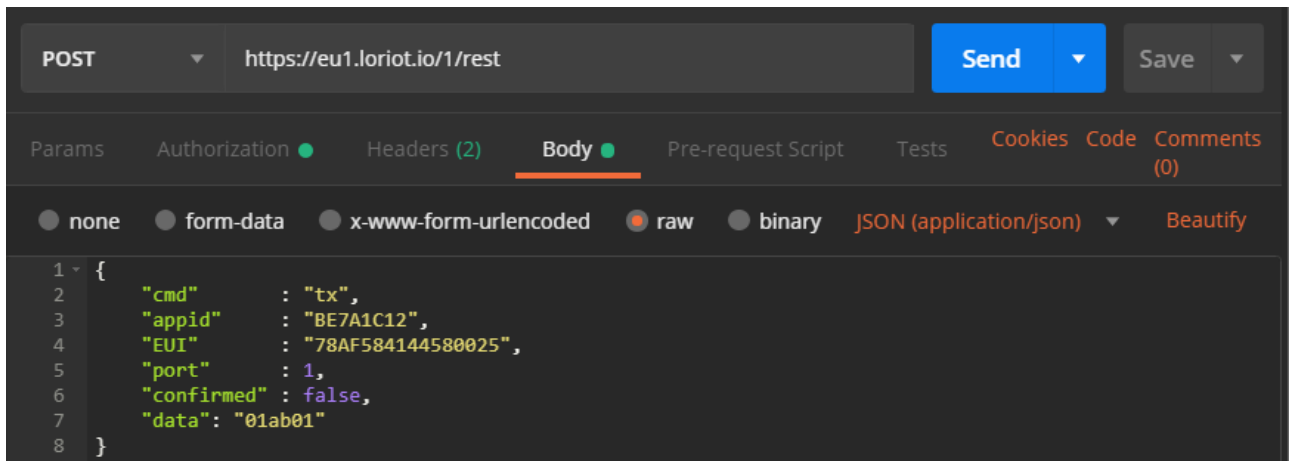 POST https://eu1.loriot.io/1/rest Send Save
Params Authorization Headers (2) Body Pre-request Script Tests Cookies Code Comments (0)
none form-data x-www-form-urlencoded raw binary JSON (application/json) Beautify
1 {
2 "cmd" : "tx",
3 "appid" : "BE7A1C12",
4 "EUI" : "78AF584144580025",
5 "port" : 1,
6 "confirmed" : false,
7 "data": "01ab01"
8 }